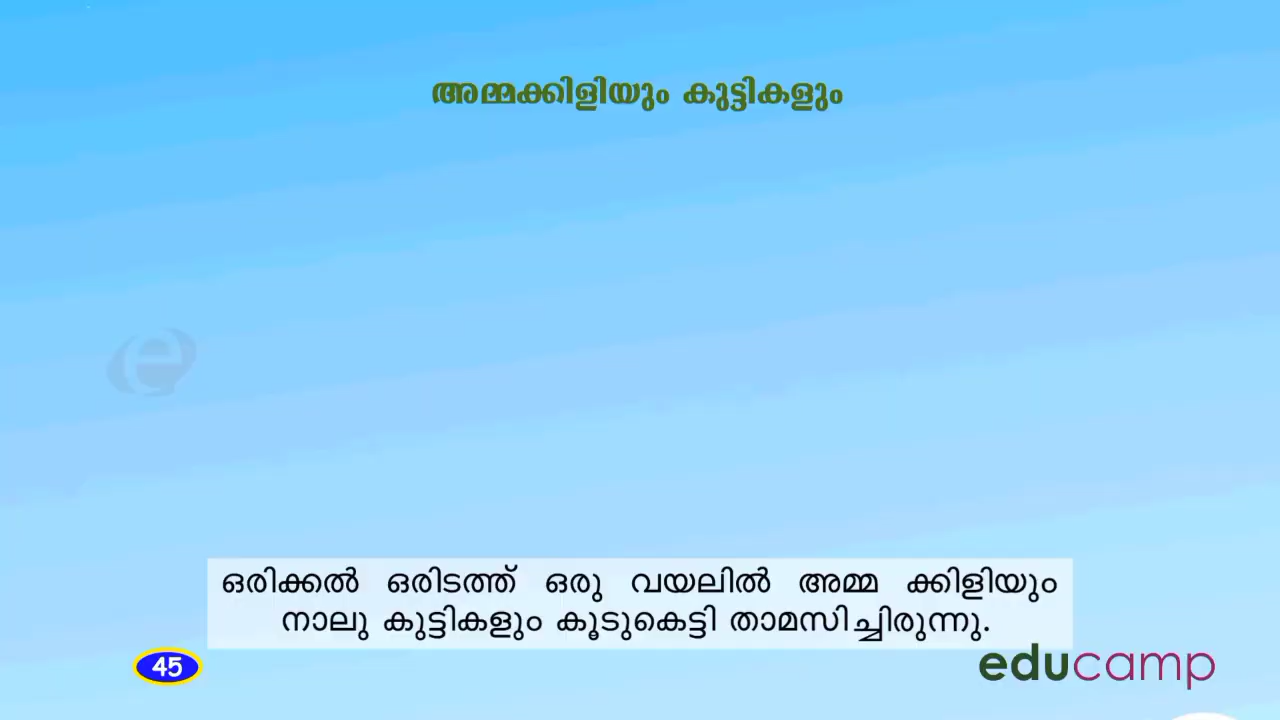 അമ്മക്കിളിയും കുട്ടികളും
ഒരിക്കൽ ഒരിടത്ത് ഒരു വയലിൽ അമ്മ ക്കിളിയും
നാലു കുട്ടികളും കൂടുകെട്ടി താമസിച്ചിരുന്നു.
45
educamp